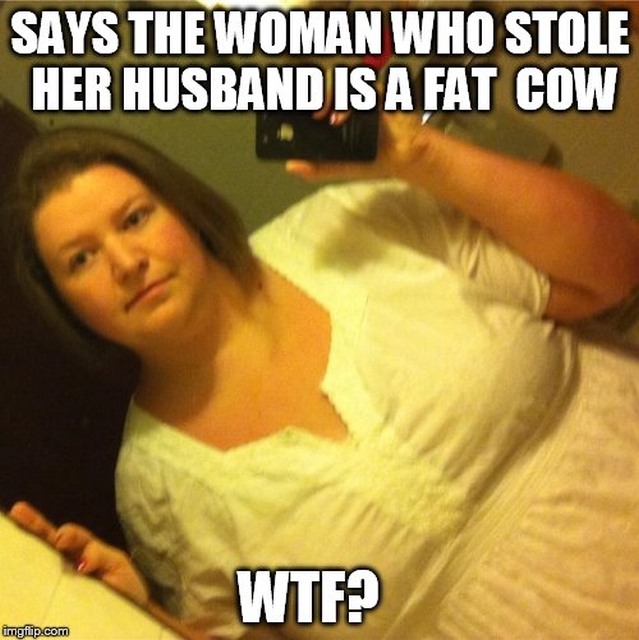 SAYS THE WOMAN WHO STOLE
HER HUSBAND IS A FAT COW
WTF?
imgflip.com